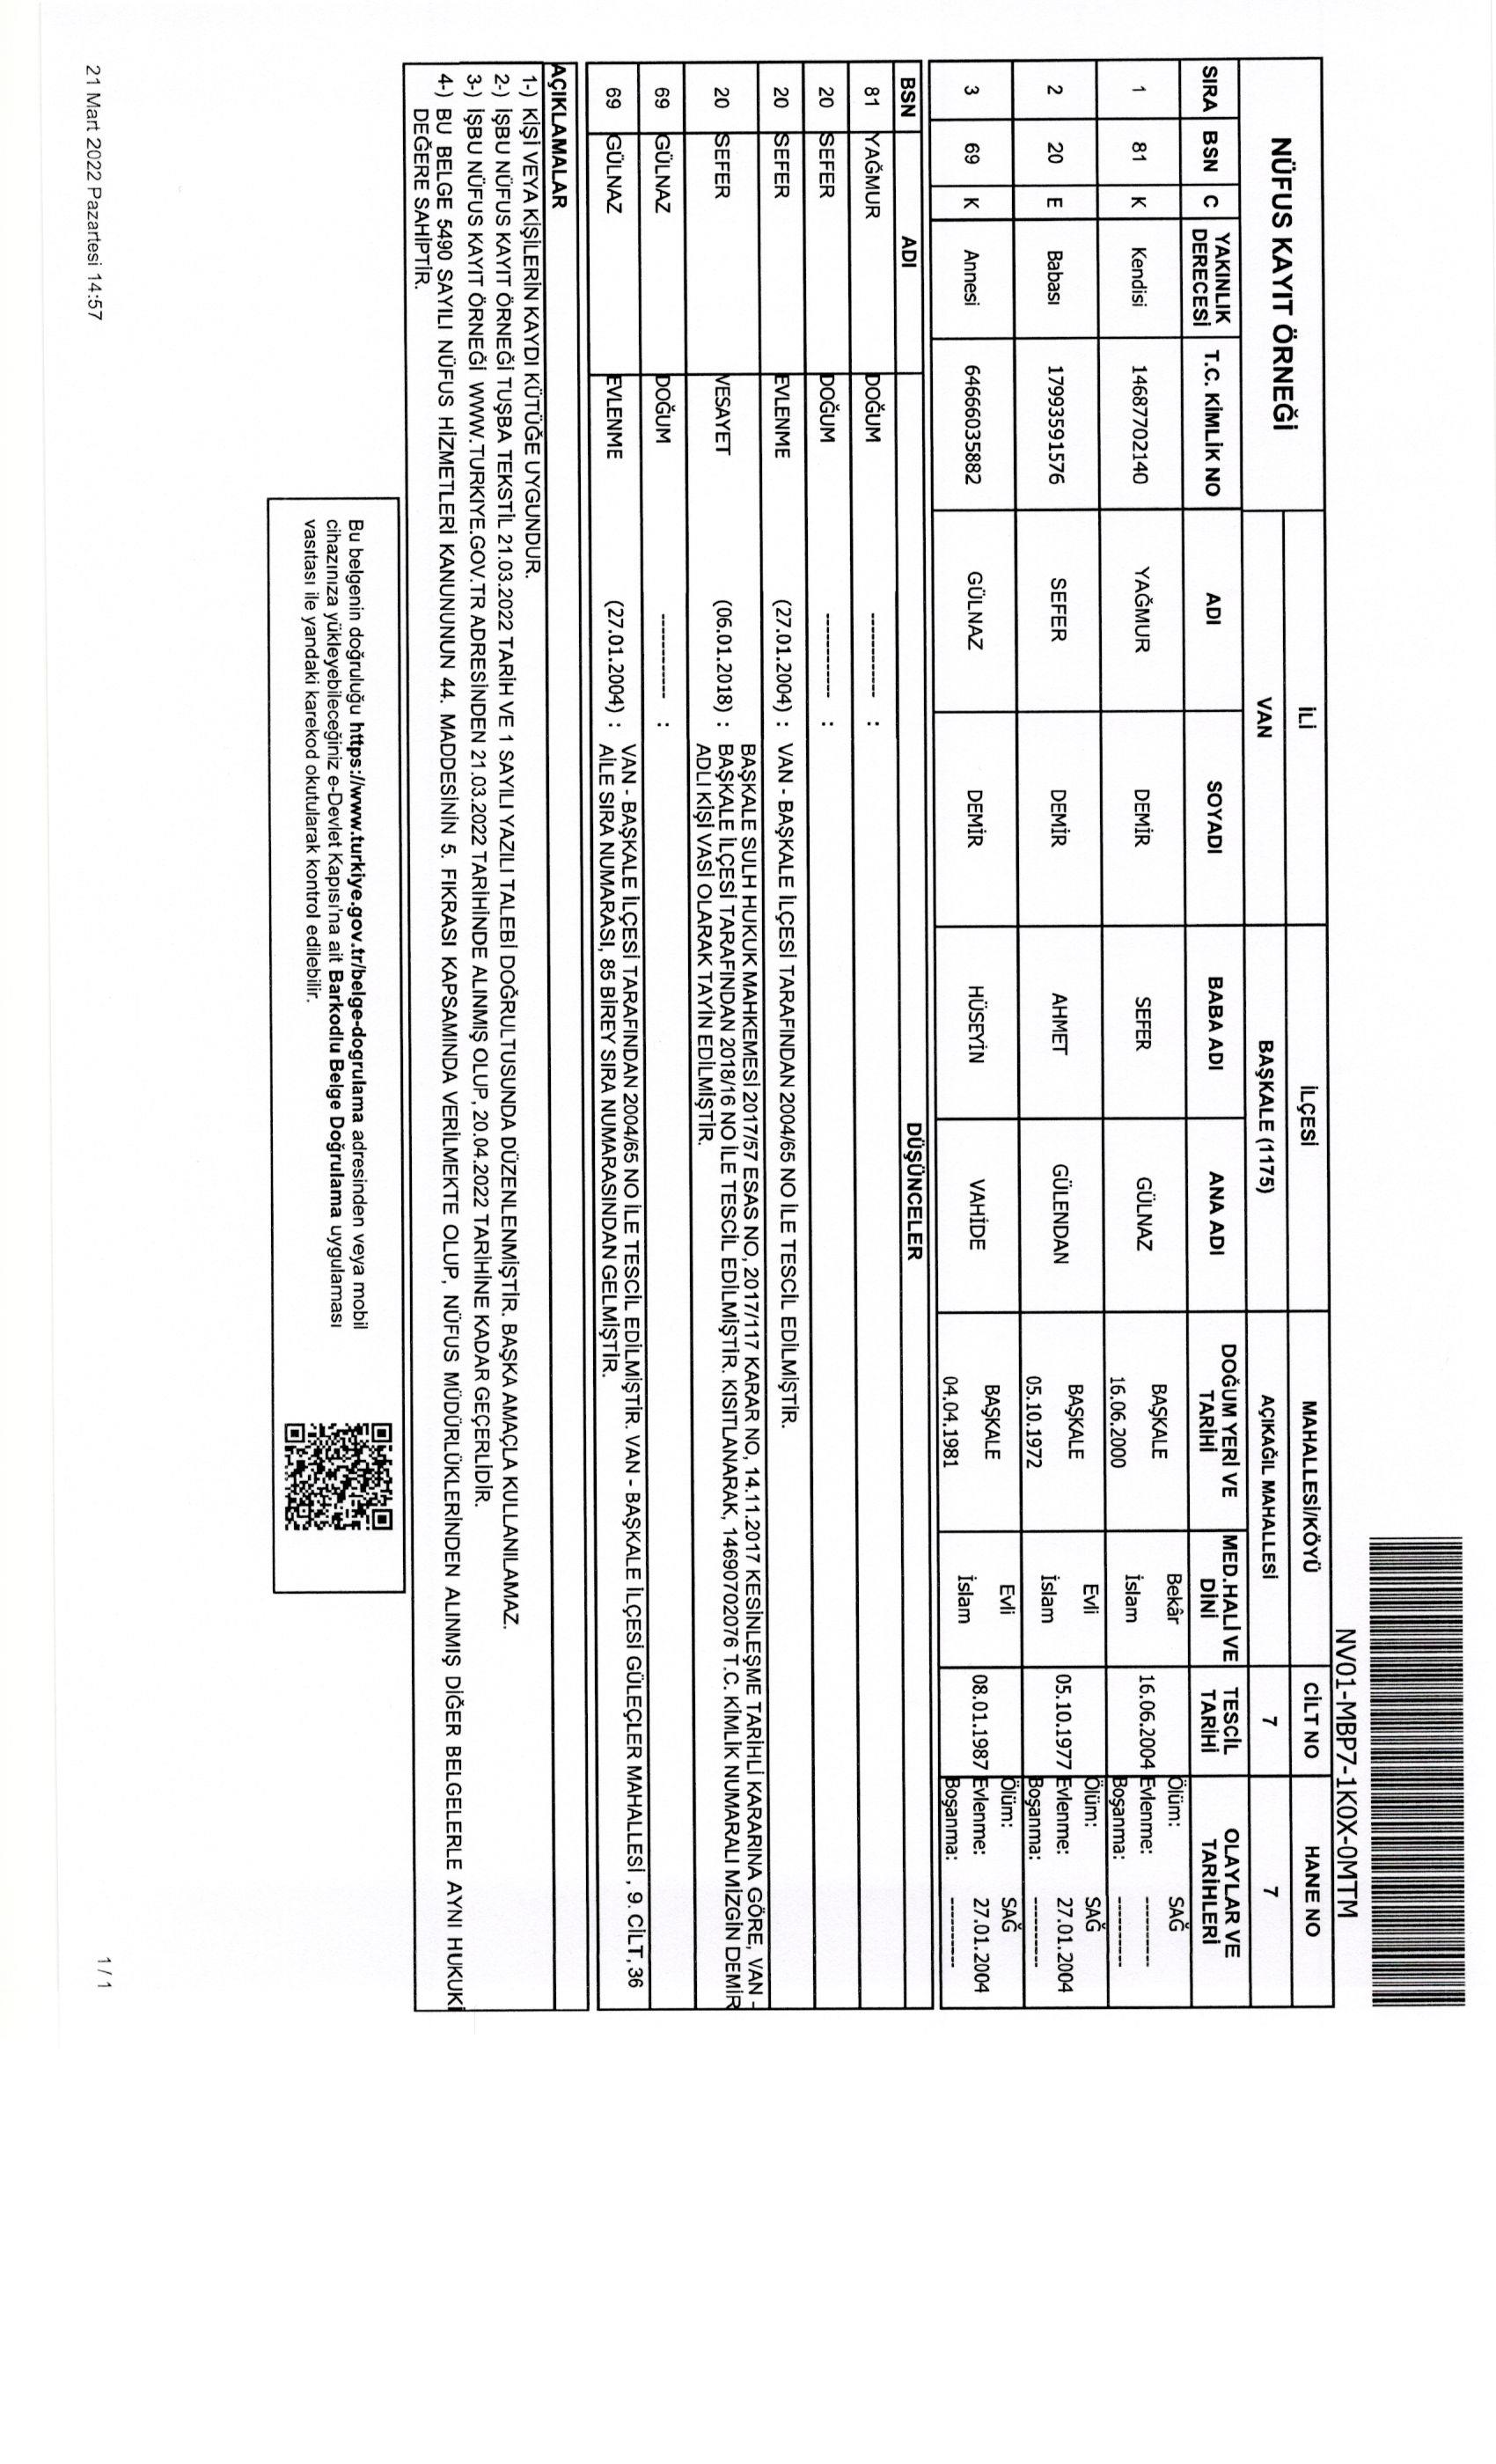 NV01-MBP7-1K0X-0MTM
NÜFUS KAYIT ÖRNEĞİ İLİ İLÇESİ MAHALLESİ/KÖYÜ CİLT NO HANE NO
VAN BAŞKALE (1175) AÇIKAĞIL MAHALLESİ 7 7
SIRA BSN C YAKINLIK DERECESİ T.C. KİMLİK NO ADI SOYADI BABA ADI ANA ADI DOĞUM YERİ VE TARİHİ MED.HALİ VE DİNİ TESCİL TARİHİ OLAYLAR VE TARİHLERİ
1 81 K Kendisi 14687702140 YAĞMUR DEMİR SEFER GÜLNAZ BAŞKALE 16.06.2000 Bekâr İslam 16.06.2004 Ölüm: SAĞ
Evlenme: ----------
Boşanma: ----------
2 20 E Babası 17993591576 SEFER DEMİR AHMET GÜLENDAN BAŞKALE 05.10.1972 Evli İslam 05.10.1977 Ölüm: SAĞ
Evlenme: 27.01.2004
Boşanma: ----------
3 69 K Annesi 64666035882 GÜLNAZ DEMİR HÜSEYİN VAHİDE BAŞKALE 04.04.1981 Evli İslam 08.01.1987 Ölüm: SAĞ
Evlenme: 27.01.2004
Boşanma: ----------
BSN ADI DÜŞÜNCELER
81 YAĞMUR DOĞUM ------------ :
20 SEFER DOĞUM ------------ :
20 SEFER EVLENME (27.01.2004) : VAN - BAŞKALE İLÇESİ TARAFINDAN 2004/65 NO İLE TESCİL EDİLMİŞTİR.
20 SEFER VESAYET (06.01.2018) : BAŞKALE SULH HUKUK MAHKEMESİ 2017/57 ESAS NO, 2017/117 KARAR NO, 14.11.2017 KESİNLEŞME TARİHLİ KARARINA GÖRE, VAN -
BAŞKALE İLÇESİ TARAFINDAN 2018/16 NO İLE TESCİL EDİLMİŞTİR. KISITLANARAK, 14690702076 T.C. KİMLİK NUMARALI MİZGİN DEMİR
ADLI KİŞİ VASİ OLARAK TAYİN EDİLMİŞTİR.
69 GÜLNAZ DOĞUM ------------ :
69 GÜLNAZ EVLENME (27.01.2004) : VAN - BAŞKALE İLÇESİ TARAFINDAN 2004/65 NO İLE TESCİL EDİLMİŞTİR. VAN - BAŞKALE İLÇESİ GÜLEÇLER MAHALLESİ , 9. CİLT, 36
AİLE SIRA NUMARASI, 85 BİREY SIRA NUMARASINDAN GELMİŞTİR.
AÇIKLAMALAR
1-) KİŞİ VEYA KİŞİLERİN KAYDI KÜTÜĞE UYGUNDUR.
2-) İŞBU NÜFUS KAYIT ÖRNEĞİ TUŞBA TEKSTİL 21.03.2022 TARİH VE 1 SAYILI YAZILI TALEBİ DOĞRULTUSUNDA DÜZENLENMİŞTİR. BAŞKA AMAÇLA KULLANILAMAZ.
3-) İŞBU NÜFUS KAYIT ÖRNEĞİ WWW.TURKIYE.GOV.TR ADRESİNDEN 21.03.2022 TARİHİNDE ALINMIŞ OLUP, 20.04.2022 TARİHİNE KADAR GEÇERLİDİR.
4-) BU BELGE 5490 SAYILI NÜFUS HİZMETLERİ KANUNUNUN 44. MADDESİNİN 5. FIKRASI KAPSAMINDA VERİLMEKTE OLUP, NÜFUS MÜDÜRLÜKLERİNDEN ALINMIŞ DİĞER BELGELERLE AYNI HUKUKİ
DEĞERE SAHİPTİR.
Bu belgenin doğruluğu https://www.turkiye.gov.tr/belge-dogrulama adresinden veya mobil
cihazınıza yükleyebileceğiniz e-Devlet Kapısı'na ait Barkodlu Belge Doğrulama uygulaması
vasıtası ile yandaki karekod okutularak kontrol edilebilir.
21 Mart 2022 Pazartesi 14:57 1 / 1